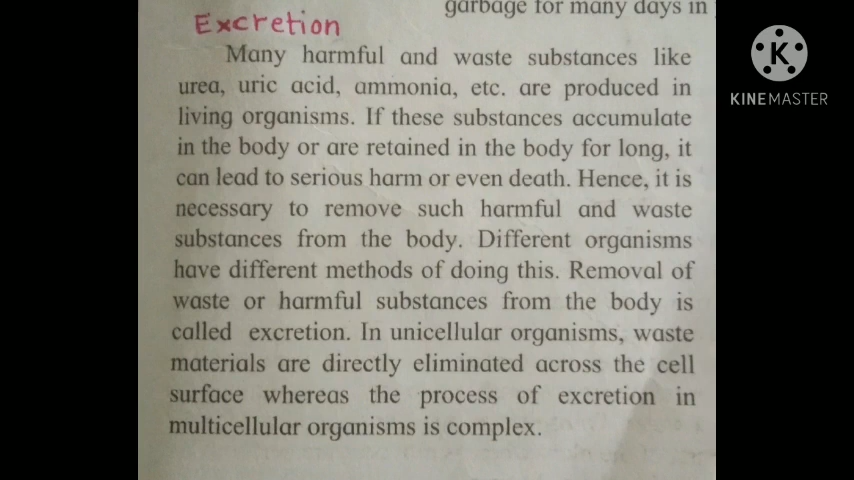 garbage for many days in
Excretion
Many harmful and waste substances like
urea, uric acid, ammonia, etc. are produced in
living organisms. If these substances accumulate
in the body or are retained in the body for long, it
can lead to serious harm or even death. Hence, it is
necessary to remove such harmful and waste
substances from the body. Different organisms
have different methods of doing this. Removal of
waste or harmful substances from the body is
called excretion. In unicellular organisms, waste
materials are directly eliminated across the cell
surface whereas the process of excretion in
multicellular organisms is complex.
K
KINEMASTER